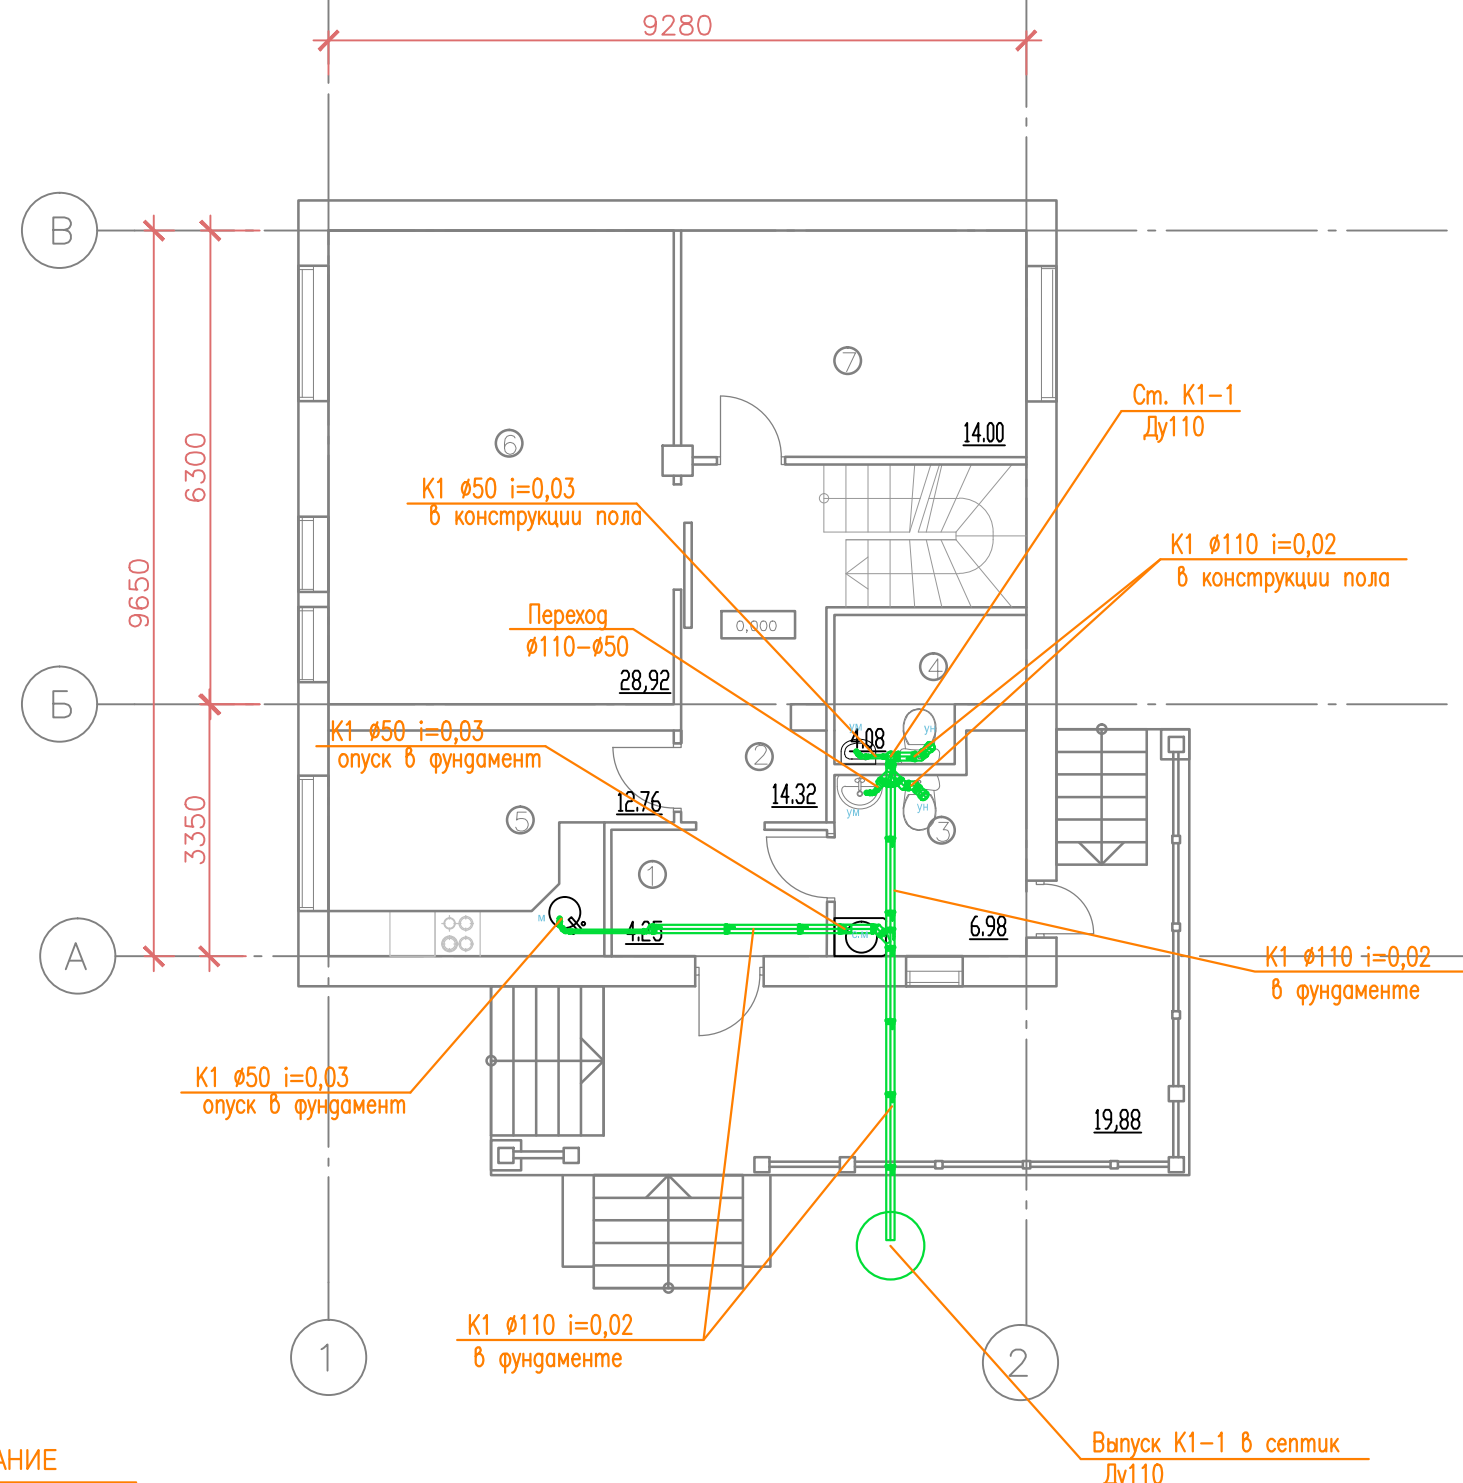 9280
В
7
Ст. К1-1
Ду110
14.00
6
6300
К1 ø50 i=0,03
в конструкции пола
К1 ø110 i=0,02
в конструкции пола
9650
Переход
ø110-ø50
0,000
4
28,92
Б
К1 ø50 i=0,03
опуск в фундамент
ум
ун
4.08
2
14.32
12.76
ум
ун
3350
5
3
1
м
4.25
6.98
А
К1 ø110 i=0,02
в фундаменте
К1 ø50 i=0,03
опуск в фундамент
19,88
К1 ø110 i=0,02
в фундаменте
1
2
Выпуск К1-1 в септик
Ду110
АНИЕ